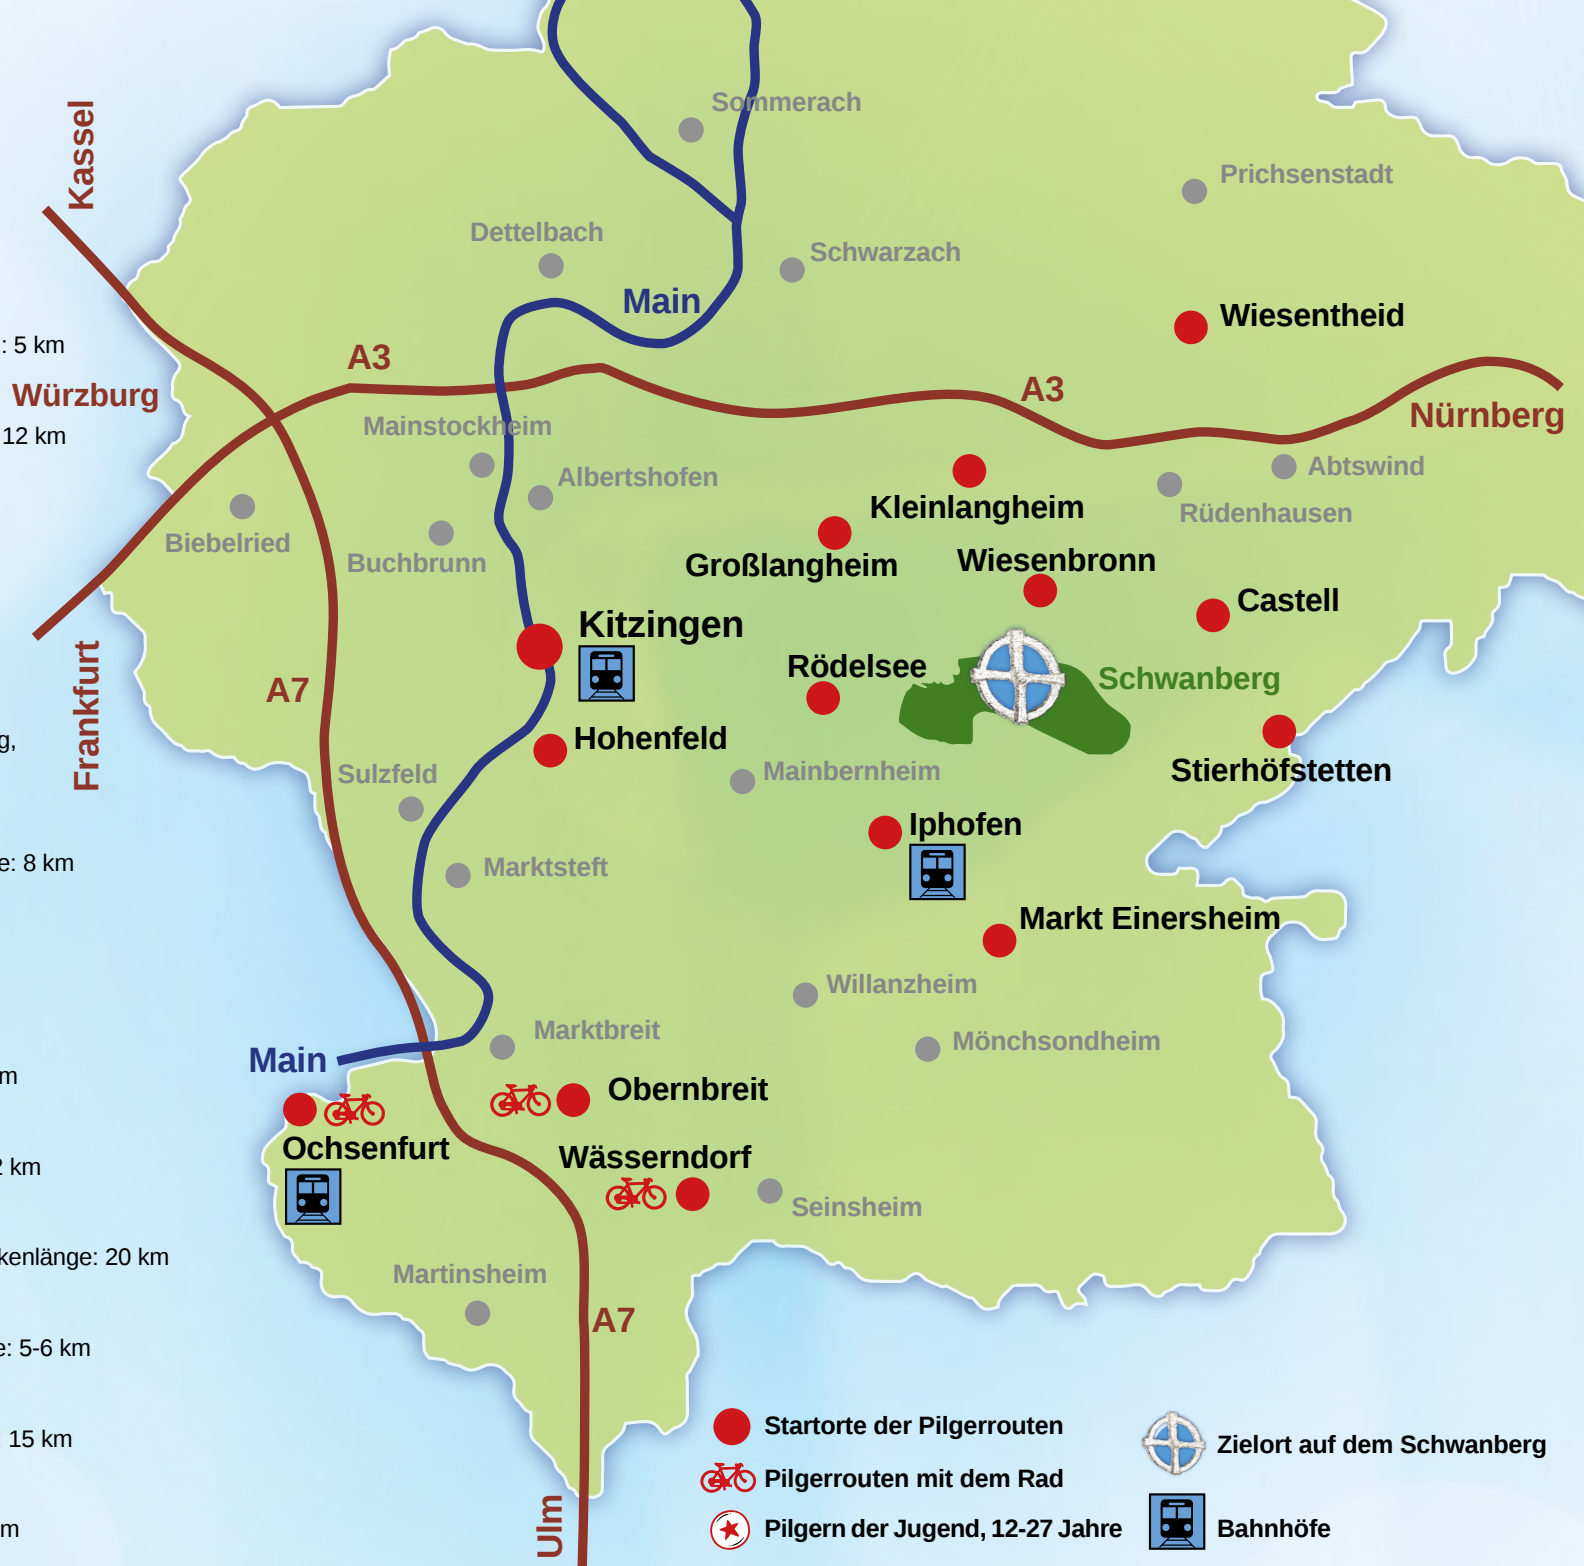 Sommerach
Kassel
Prichsenstadt
Dettelbach
Schwarzach
Main
Wiesentheid
: 5 km
A3
A3
Würzburg
Nürnberg
12 km
Mainstockheim
Albertshofen
Abtswind
Kleinlangheim
Rüdenhausen
Biebelried
Buchbrunn
Großlangheim
Wiesenbronn
Castell
Kitzingen
Frankfurt
Rödelsee
Schwanberg
A7
g,
Hohenfeld
Sulzfeld
Mainbernheim
Stierhöfstetten
Iphofen
e: 8 km
Marktsteft
Markt Einersheim
Willanzheim
Marktbreit
Mönchsondheim
Main
m
Obernbreit
Ochsenfurt
Wässerndorf
2 km
Seinsheim
kenlänge: 20 km
Martinsheim
A7
e: 5-6 km
Startorte der Pilgerrouten
: 15 km
Zielort auf dem Schwanberg
Pilgerrouten mit dem Rad
Ulm
m
Pilgern der Jugend, 12-27 Jahre
Bahnhöfe